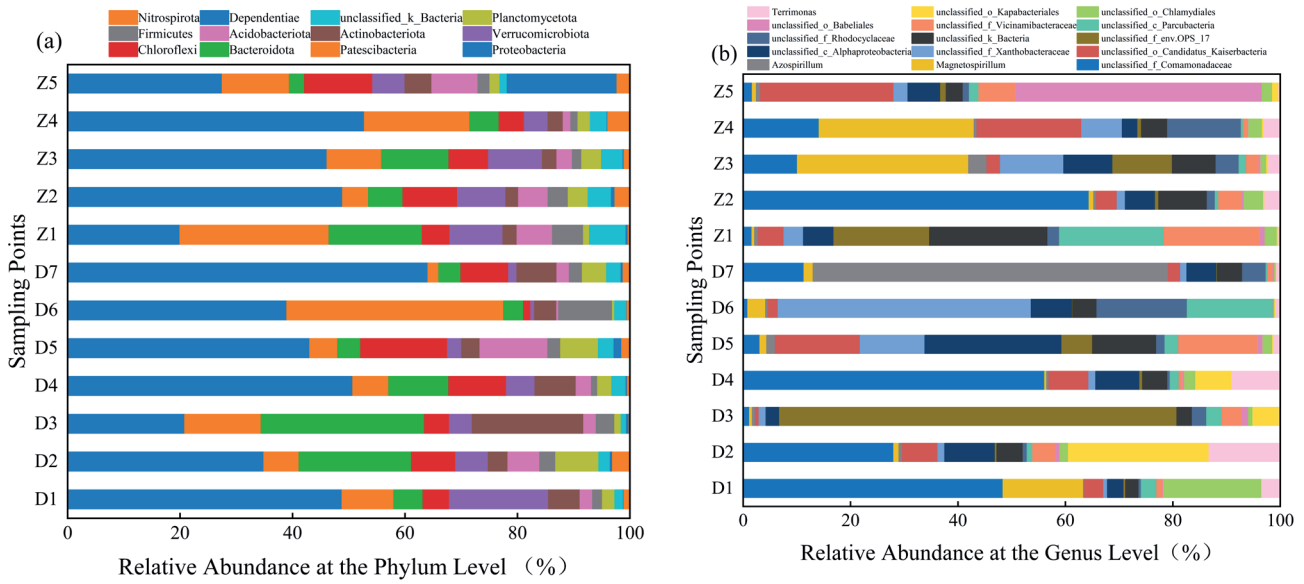 (a)
Nitrospirota Dependentiae unclassified_k_Bacteria Planctomycetota
Firmicutes Acidobacteriota Actinobacteriota Verrucomicrobiota
Chloroflexi Bacteroidota Patescibacteria Proteobacteria
Sampling Points
Z5
Z4
Z3
Z2
Z1
D7
D6
D5
D4
D3
D2
D1
0 20 40 60 80 100
Relative Abundance at the Phylum Level （%）
(b)
Terrimonas unclassified_o_Kapabacteriales unclassified_o_Chlamydiales
unclassified_o_Babeliales unclassified_f_Vicinamibacteraceae unclassified_c_Parcubacteria
unclassified_f_Rhodocyclaceae unclassified_k_Bacteria unclassified_f_env.OPS_17
unclassified_c_Alphaproteobacteria unclassified_f_Xanthobacteraceae unclassified_o_Candidatus_Kaiserbacteria
Azospirillum Magnetospirillum unclassified_f_Comamonadaceae
Sampling Points
Z5
Z4
Z3
Z2
Z1
D7
D6
D5
D4
D3
D2
D1
0 20 40 60 80 100
Relative Abundance at the Genus Level （%）